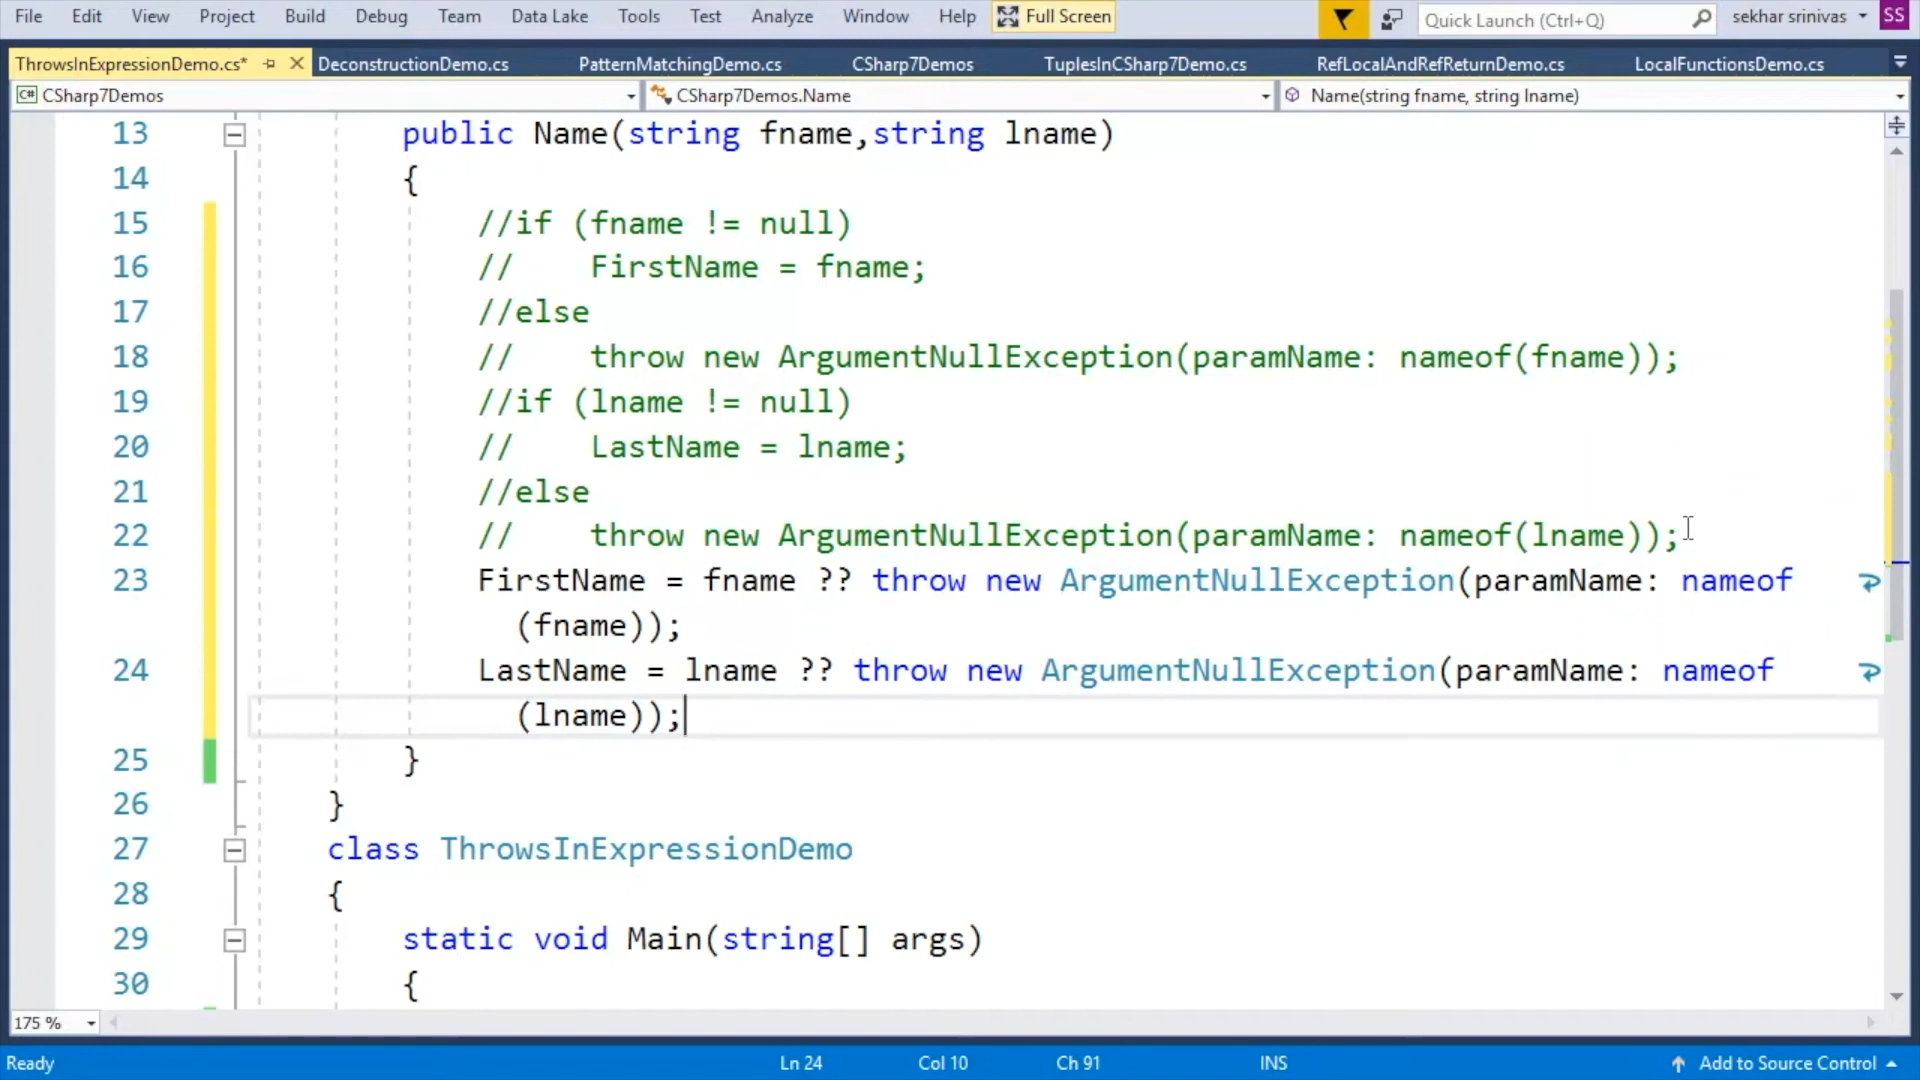 File Edit View Project Build Debug Team Data Lake Tools Test Analyze Window Help Full Screen Quick Launch (Ctrl+Q) sekhar srinivas SS
ThrowsInExpressionDemo.cs* DeconstructionDemo.cs PatternMatchingDemo.cs CSharp7Demos TuplesInCSharp7Demo.cs RefLocalAndRefReturnDemo.cs LocalFunctionsDemo.cs
C# CSharp7Demos CSharp7Demos.Name Name(string fname, string lname)
13 public Name(string fname,string lname)
14 {
15 //if (fname != null)
16 //    FirstName = fname;
17 //else
18 //    throw new ArgumentNullException(paramName: nameof(fname));
19 //if (lname != null)
20 //    LastName = lname;
21 //else
22 //    throw new ArgumentNullException(paramName: nameof(lname));
23 FirstName = fname ?? throw new ArgumentNullException(paramName: nameof
(fname));
24 LastName = lname ?? throw new ArgumentNullException(paramName: nameof
(lname));
25 }
26 }
27 class ThrowsInExpressionDemo
28 {
29 static void Main(string[] args)
30 {
175 %
Ready Ln 24 Col 10 Ch 91 INS Add to Source Control